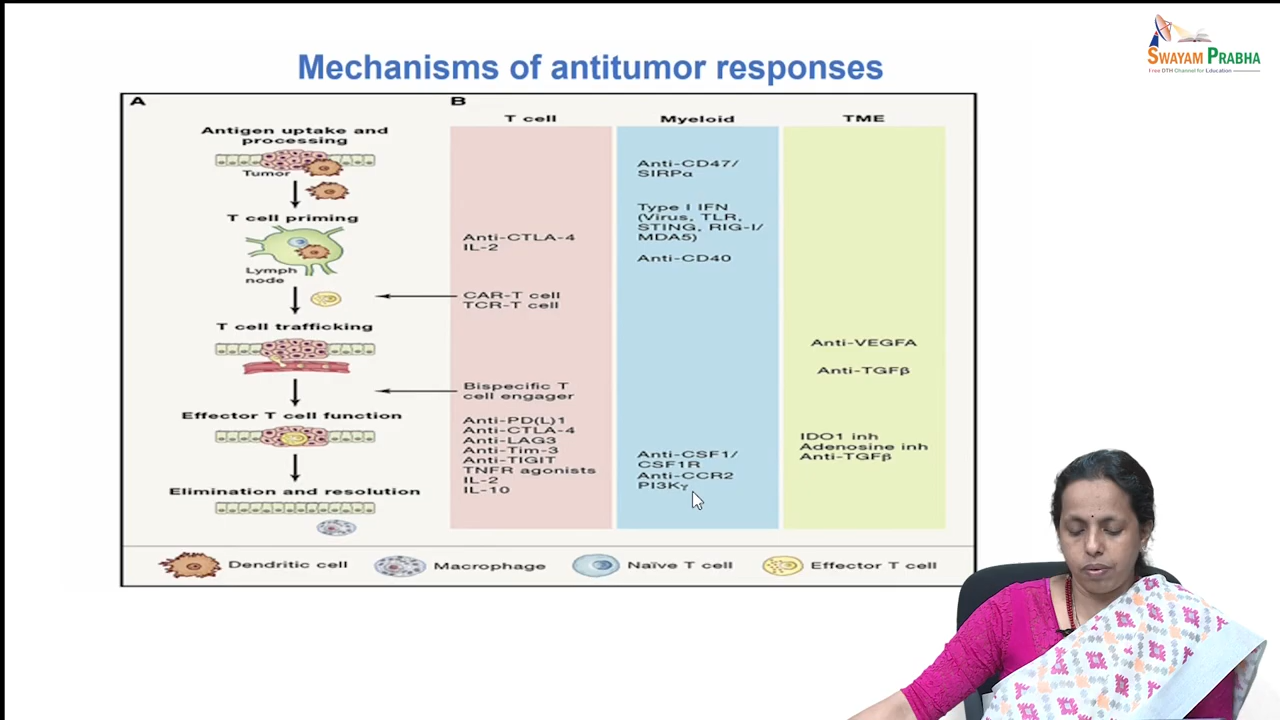 SWAYAM PRABHA
Free DTH Channel for Education
Mechanisms of antitumor responses
A
Antigen uptake and
processing
Tumor
T cell priming
Lymph
node
T cell trafficking
Effector T cell function
Elimination and resolution
B
T cell
Anti-CTLA-4
IL-2
CAR-T cell
TCR-T cell
Bispecific T
cell engager
Anti-PD(L)1
Anti-CTLA-4
Anti-LAG3
Anti-Tim-3
Anti-TIGIT
TNFR agonists
IL-2
IL-10
Myeloid
Anti-CD47/
SIRPα
Type I IFN
(Virus, TLR,
STING, RIG-I/
MDA5)
Anti-CD40
Anti-CSF1/
CSF1R
Anti-CCR2
PI3Kγ
TME
Anti-VEGFA
Anti-TGFβ
IDO1 inh
Adenosine inh
Anti-TGFβ
Dendritic cell
Macrophage
Naïve T cell
Effector T cell